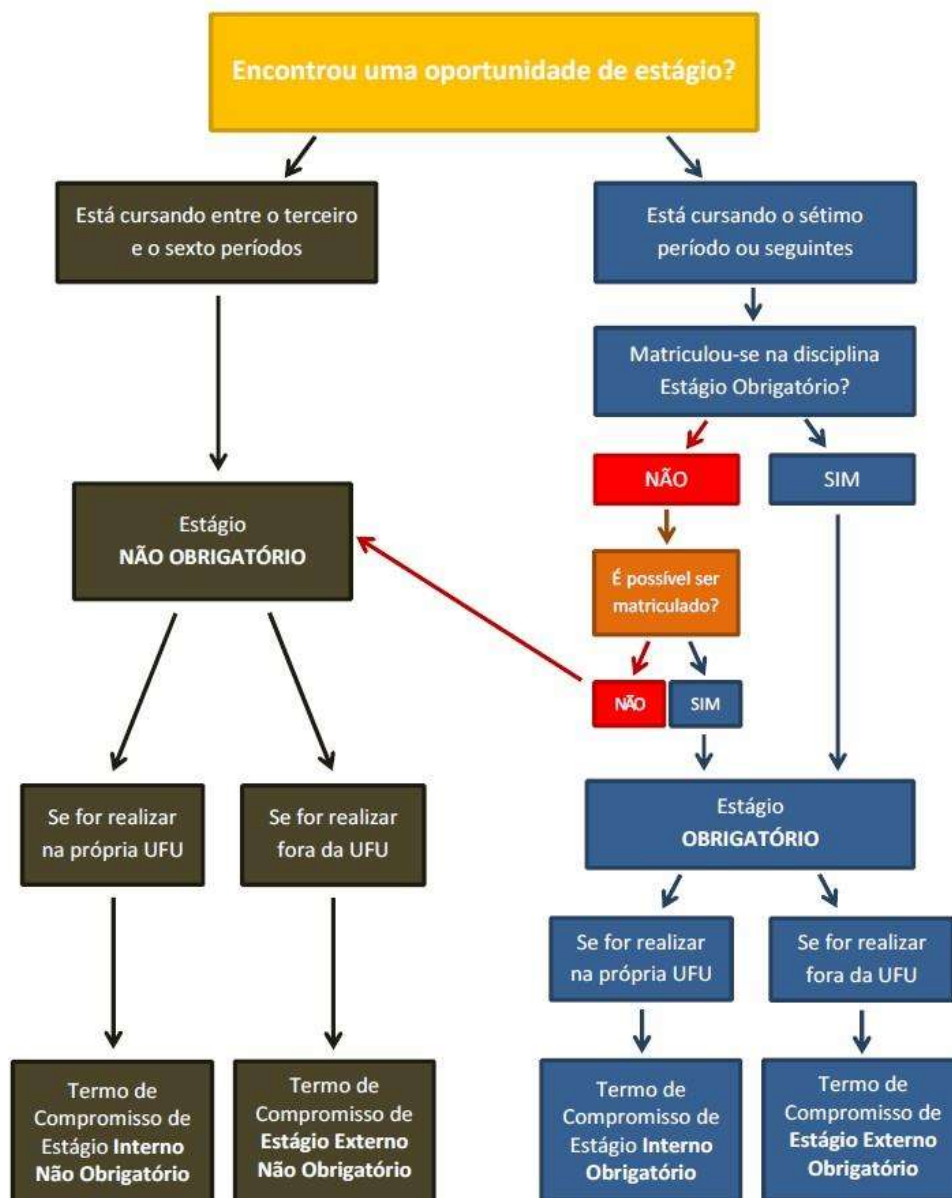 Encontrou uma oportunidade de estágio?
Está cursando entre o terceiro
e o sexto períodos
Está cursando o sétimo
período ou seguintes
Matriculou-se na disciplina
Estágio Obrigatório?
NÃO
SIM
Estágio
NÃO OBRIGATÓRIO
É possível ser
matriculado?
NÃO
SIM
Se for realizar
na própria UFU
Se for realizar
fora da UFU
Estágio
OBRIGATÓRIO
Se for realizar
na própria UFU
Se for realizar
fora da UFU
Termo de
Compromisso de
Estágio Interno
Não Obrigatório
Termo de
Compromisso de
Estágio Externo
Não Obrigatório
Termo de
Compromisso de
Estágio Interno
Obrigatório
Termo de
Compromisso de
Estágio Externo
Obrigatório